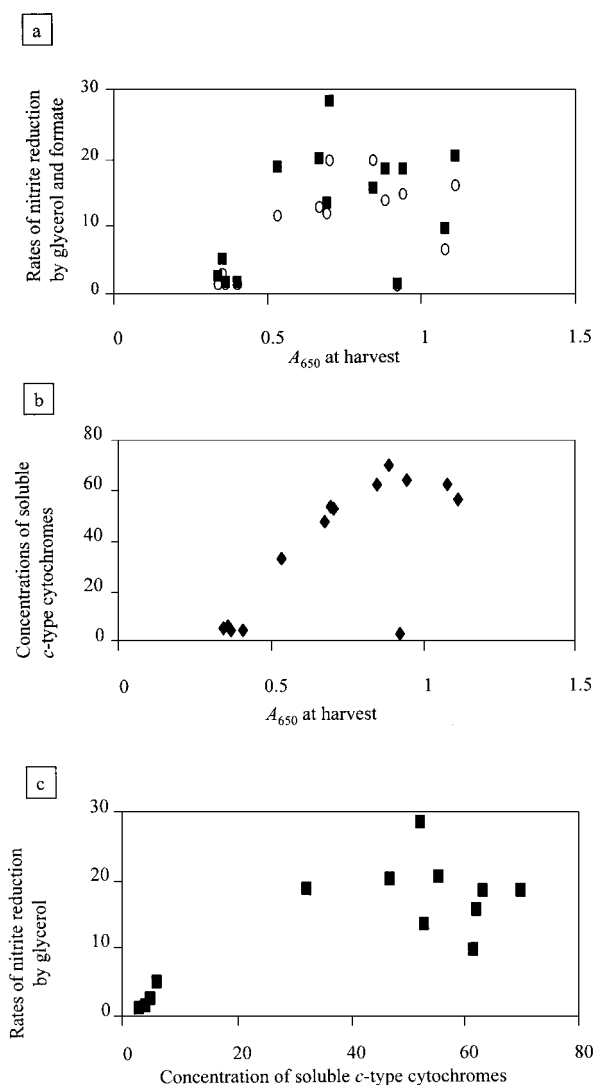 a
Rates of nitrite reduction
by glycerol and formate
30
20
10
0
0 0.5 1 1.5
A650 at harvest
b
Concentrations of soluble
c-type cytochromes
80
60
40
20
0
0 0.5 1 1.5
A650 at harvest
c
Rates of nitrite reduction
by glycerol
30
20
10
0
0 20 40 60 80
Concentration of soluble c-type cytochromes